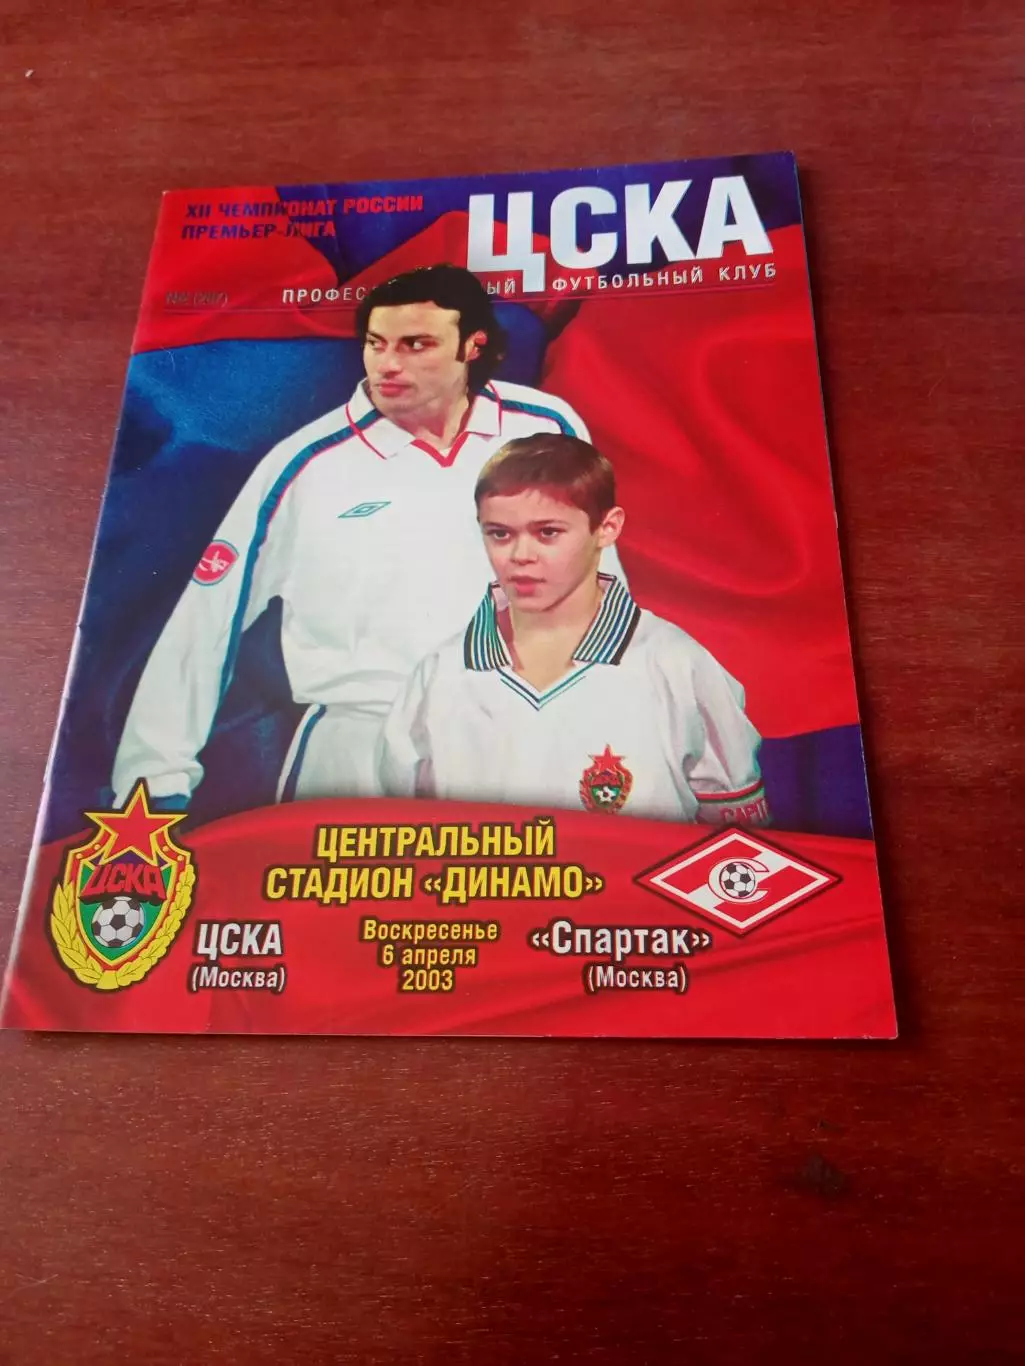 XII ЧЕМПИОНАТ РОССИИ
ПРЕМЬЕР-ЛИГА
ЦСКА
ФУТБОЛЬНЫЙ КЛУБ
ЦЕНТРАЛЬНЫЙ
СТАДИОН «ДИНАМО»
ЦСКА
ЦСКА
(Москва)
Воскресенье
6 апреля
2003
«Спартак»
(Москва)
С